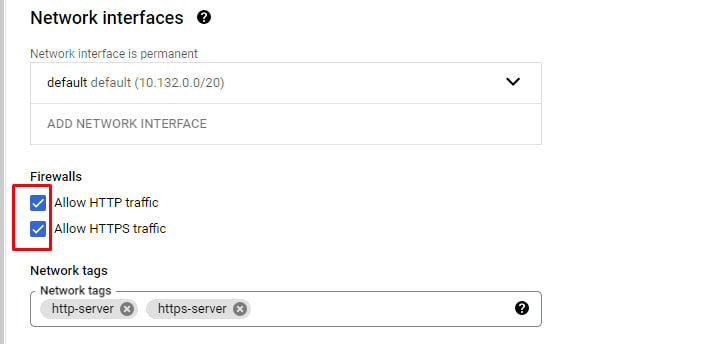 Network interfaces
Network interface is permanent
default default (10.132.0.0/20)
ADD NETWORK INTERFACE
Firewalls
Allow HTTP traffic
Allow HTTPS traffic
Network tags
Network tags
http-server https-server